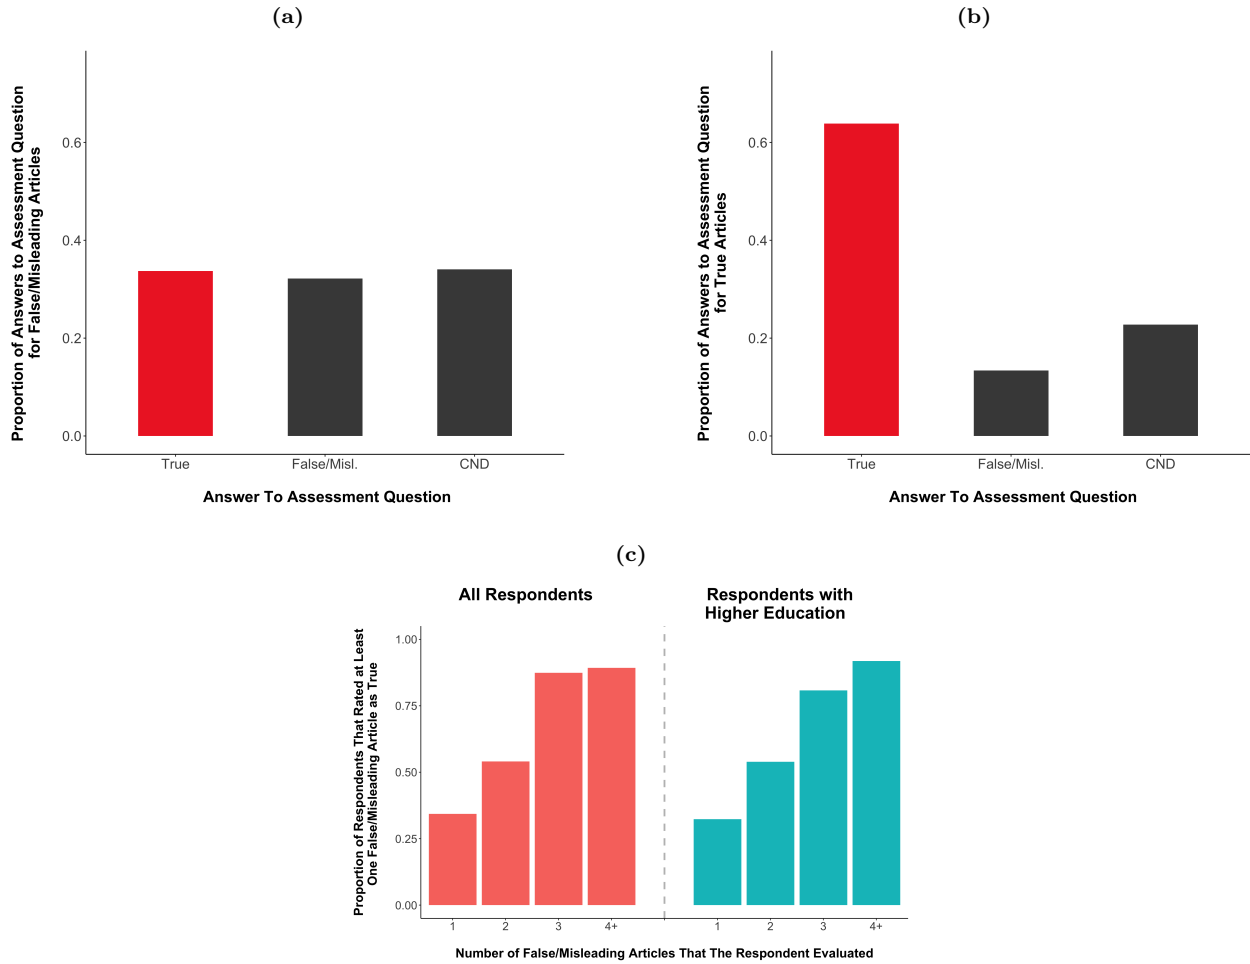 (a)
Proportion of Answers to Assessment Question
for False/Misleading Articles
0.6
0.4
0.2
0.0
True False/Misl. CND
Answer To Assessment Question
(b)
Proportion of Answers to Assessment Question
for True Articles
0.6
0.4
0.2
0.0
True False/Misl. CND
Answer To Assessment Question
(c)
All Respondents
Respondents with
Higher Education
Proportion of Respondents That Rated at Least
One False/Misleading Article as True
1.00
0.75
0.50
0.25
0.00
1 2 3 4+ 1 2 3 4+
Number of False/Misleading Articles That The Respondent Evaluated